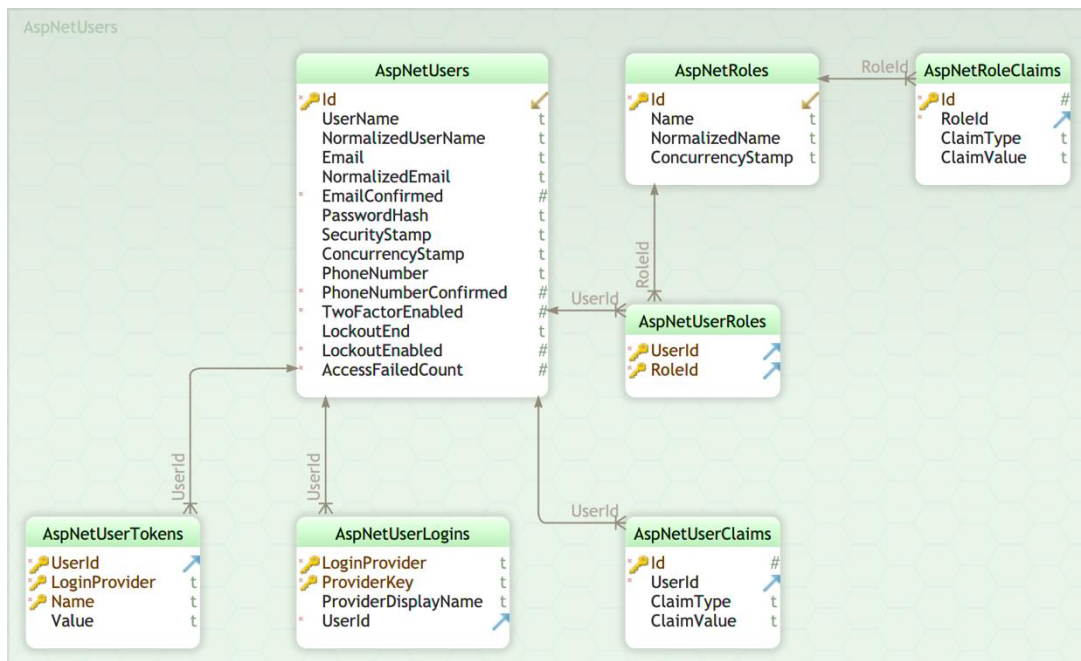 AspNetUsers
AspNetUsers
Id
UserName t
NormalizedUserName t
Email t
NormalizedEmail t
EmailConfirmed #
PasswordHash t
SecurityStamp t
ConcurrencyStamp t
PhoneNumber t
PhoneNumberConfirmed #
TwoFactorEnabled #
LockoutEnd t
LockoutEnabled #
AccessFailedCount #
AspNetRoles
Id
Name t
NormalizedName t
ConcurrencyStamp t
RoleId
AspNetRoleClaims
Id #
RoleId
ClaimType t
ClaimValue t
RoleId
UserId
AspNetUserRoles
UserId
RoleId
UserId
AspNetUserTokens
UserId
LoginProvider t
Name t
Value t
UserId
AspNetUserLogins
LoginProvider t
ProviderKey t
ProviderDisplayName t
UserId
UserId
AspNetUserClaims
Id #
UserId
ClaimType t
ClaimValue t